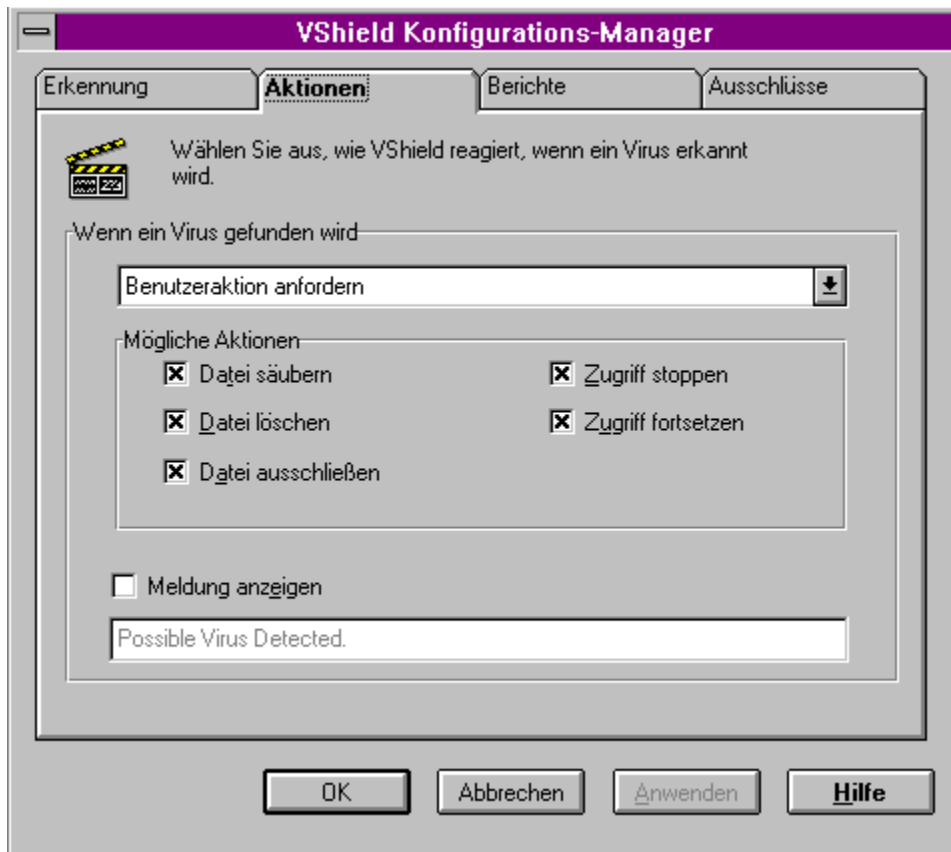 VShield Konfigurations-Manager
Erkennung
Aktionen
Berichte
Ausschlüsse
Wählen Sie aus, wie VShield reagiert, wenn ein Virus erkannt
wird.
Wenn ein Virus gefunden wird
Benutzeraktion anfordern
Mögliche Aktionen
Datei säubern
Zugriff stoppen
Datei löschen
Zugriff fortsetzen
Datei ausschließen
Meldung anzeigen
Possible Virus Detected.
OK
Abbrechen
Anwenden
Hilfe